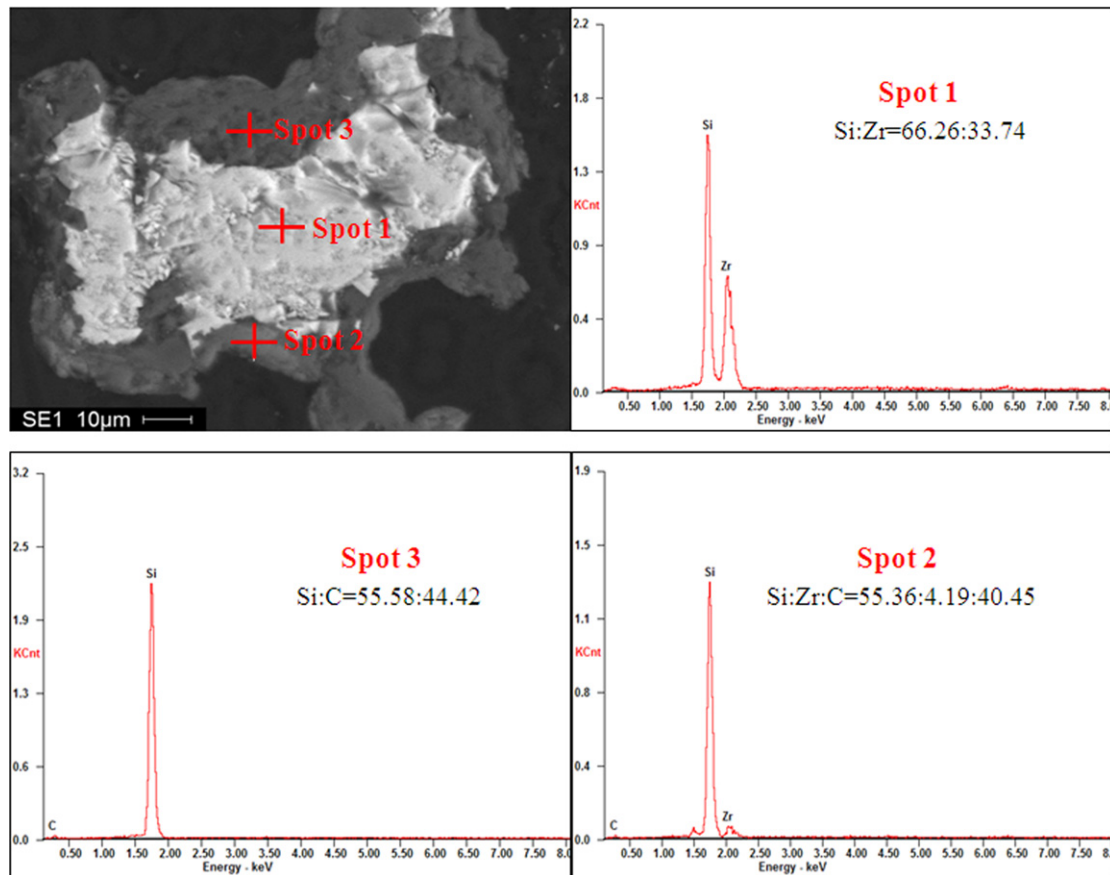 Spot 3
Spot 1
Spot 2
SE1 10μm
2.2
1.8
1.3
KCnt
0.9
0.4
0.0
Spot 1
Si:Zr=66.26:33.74
Si
Zr
0.50 1.00 1.50 2.00 2.50 3.00 3.50 4.00 4.50 5.00 5.50 6.00 6.50 7.00 7.50 8.
Energy - keV
3.2
2.5
1.9
KCnt
1.3
0.6
0.0
Spot 3
Si:C=55.58:44.42
Si
C
0.50 1.00 1.50 2.00 2.50 3.00 3.50 4.00 4.50 5.00 5.50 6.00 6.50 7.00 7.50 8.0
Energy - keV
1.9
1.5
1.1
KCnt
0.8
0.4
0.0
Spot 2
Si:Zr:C=55.36:4.19:40.45
Si
Zr
C
0.50 1.00 1.50 2.00 2.50 3.00 3.50 4.00 4.50 5.00 5.50 6.00 6.50 7.00 7.50 8.
Energy - keV